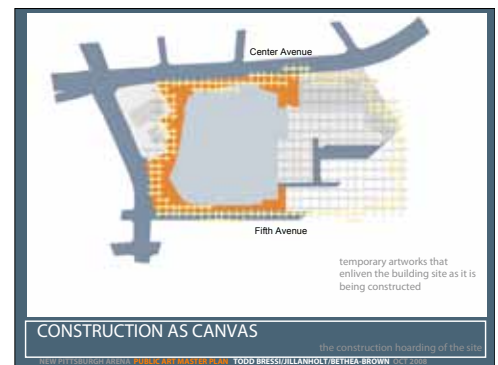 Center Avenue
Fifth Avenue
temporary artworks that
enliven the building site as it is
being constructed
CONSTRUCTION AS CANVAS
the construction hoarding of the site
NEW PITTSBURGH ARENA PUBLIC ART MASTER PLAN TODD BRESSI/JILLANHOLT/BETHEA-BROWN OCT 2008